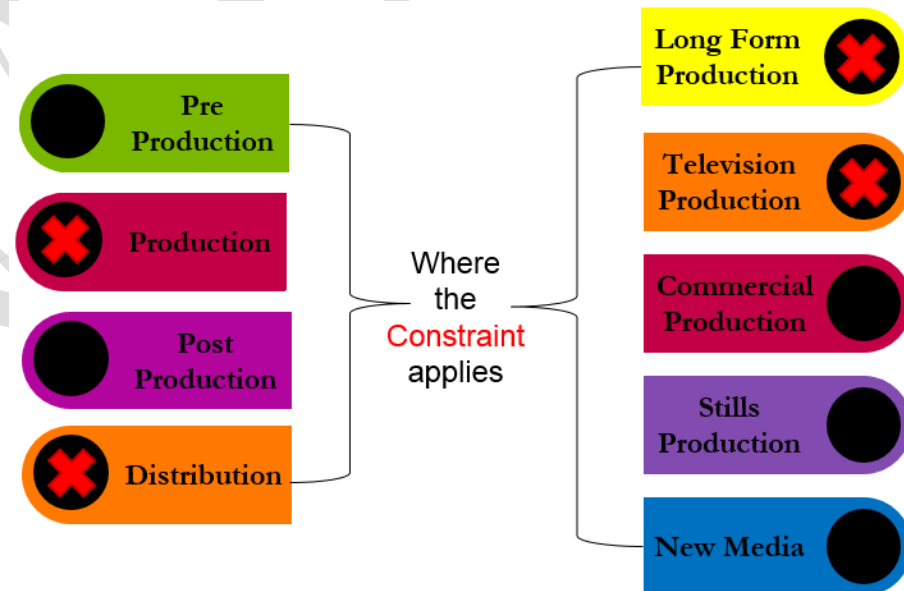 Pre
Production
Production
Post
Production
Distribution
Where
the
Constraint
applies
Long Form
Production
Television
Production
Commercial
Production
Stills
Production
New Media